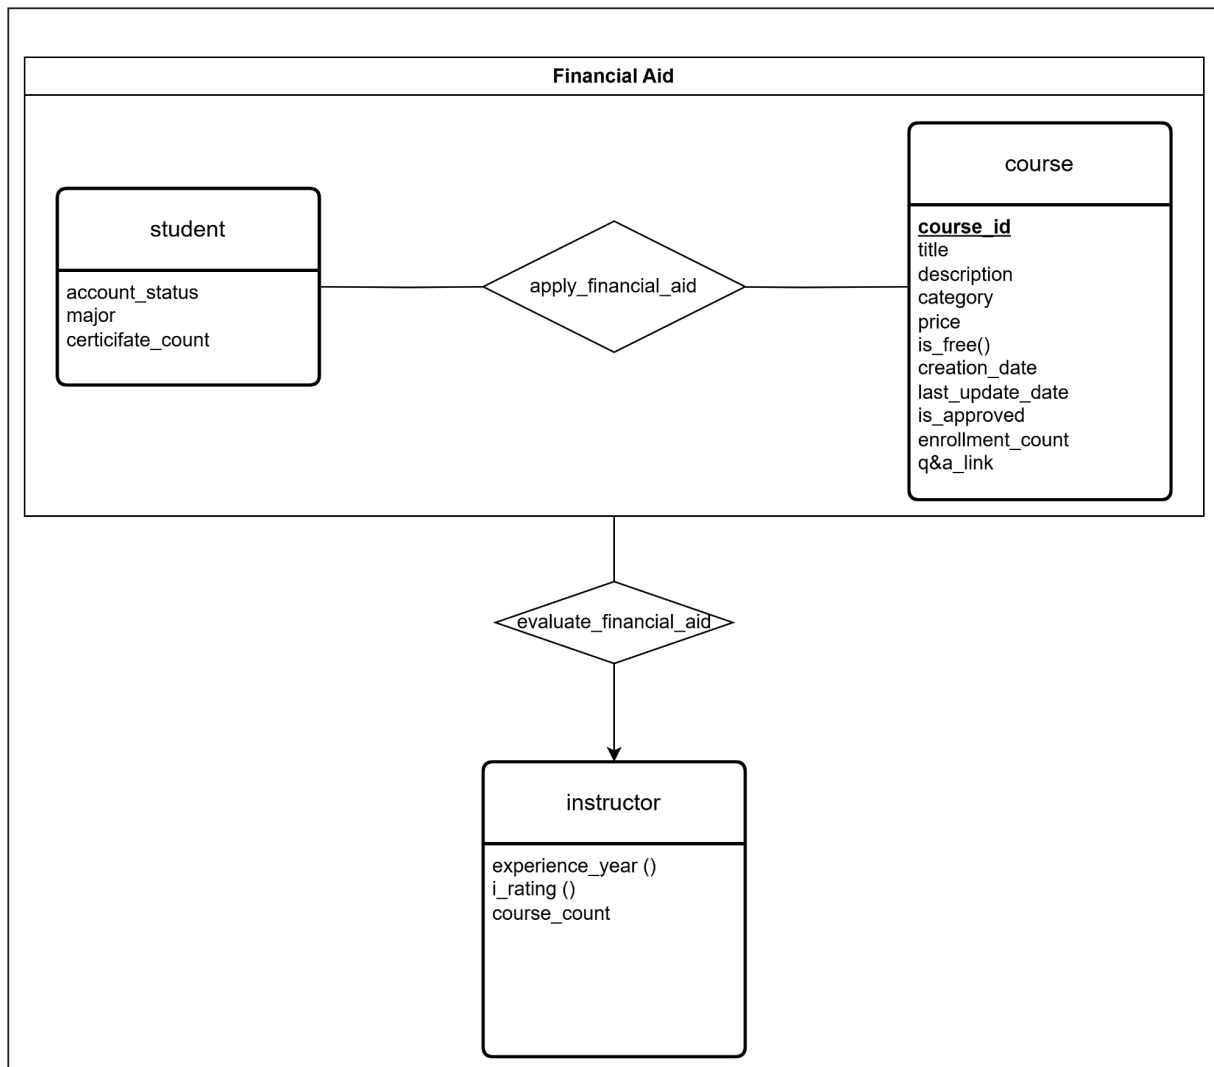 Financial Aid
student
account_status
major
certicifate_count
apply_financial_aid
course
course_id
title
description
category
price
is_free()
creation_date
last_update_date
is_approved
enrollment_count
q&a_link
evaluate_financial_aid
instructor
experience_year ()
i_rating ()
course_count